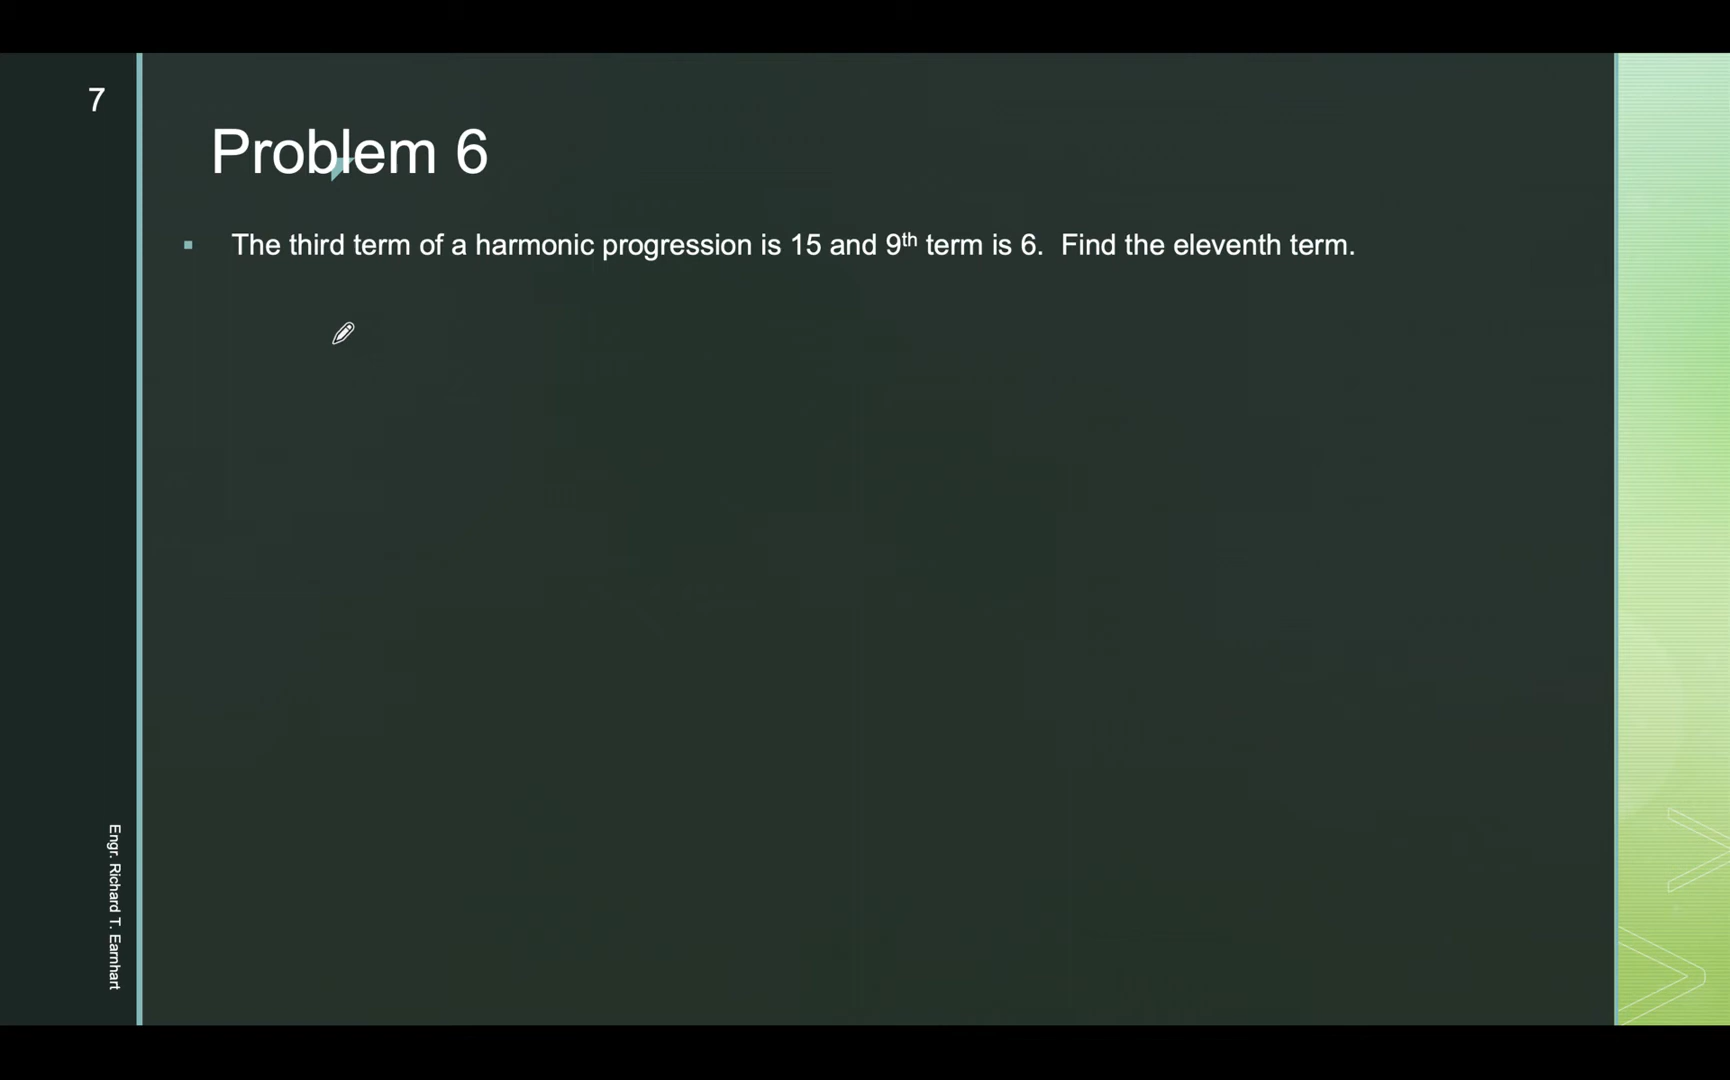 7
Problem 6
▪ The third term of a harmonic progression is 15 and 9th term is 6. Find the eleventh term.
Engr. Richard T. Earnhart